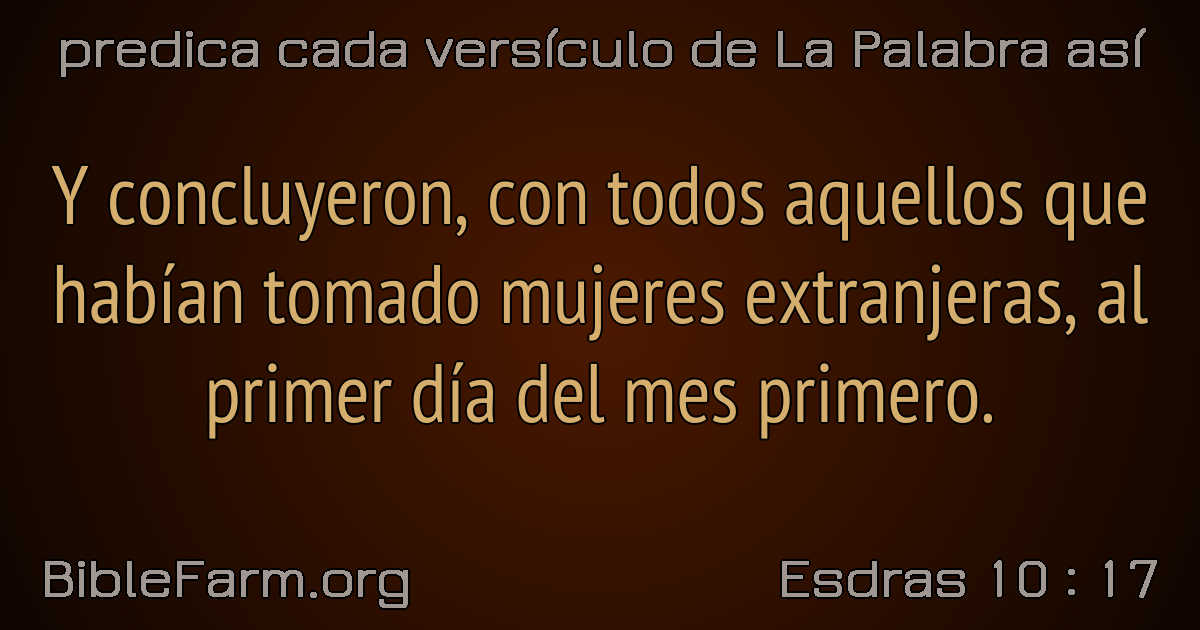 predica cada versículo de La Palabra así
Y concluyeron, con todos aquellos que
habían tomado mujeres extranjeras, al
primer día del mes primero.
BibleFarm.org
Esdras 10 : 17